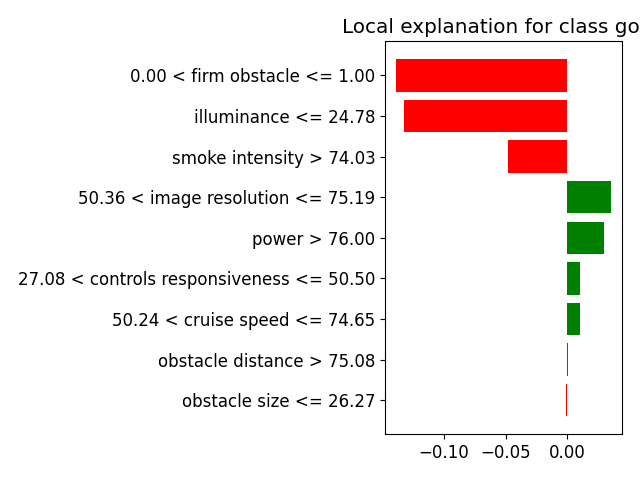 Local explanation for class go
0.00 < firm obstacle <= 1.00
illuminance <= 24.78
smoke intensity > 74.03
50.36 < image resolution <= 75.19
power > 76.00
27.08 < controls responsiveness <= 50.50
50.24 < cruise speed <= 74.65
obstacle distance > 75.08
obstacle size <= 26.27
−0.10 −0.05 0.00